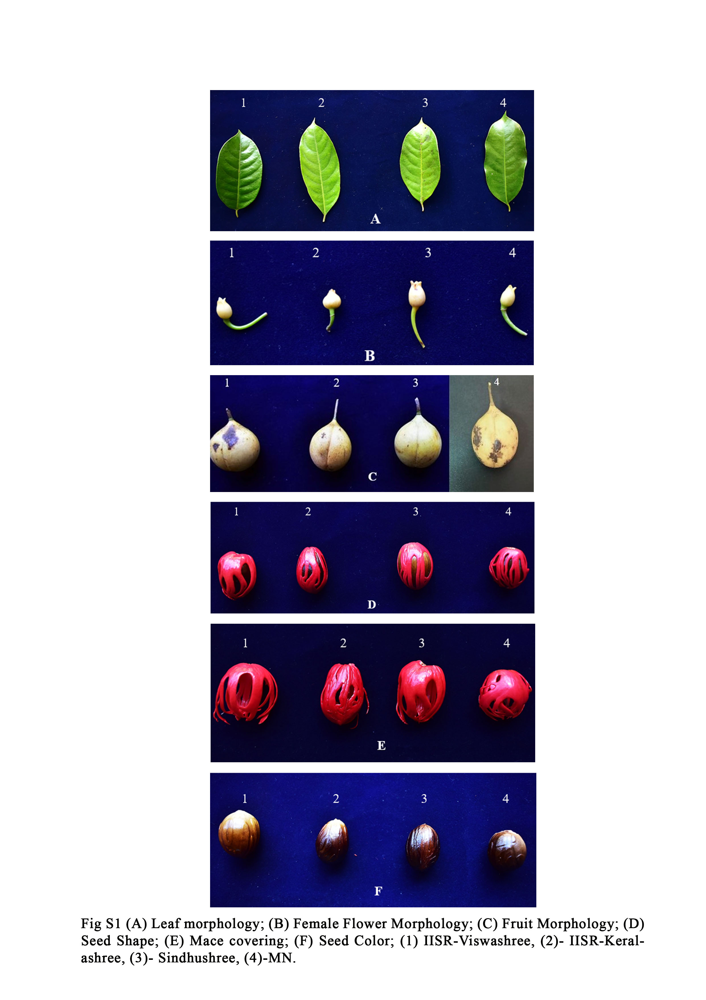 1 2 3 4
A
1 2 3 4
B
1 2 3 4
C
1 2 3 4
D
1 2 3 4
E
1 2 3 4
F
Fig S1 (A) Leaf morphology; (B) Female Flower Morphology; (C) Fruit Morphology; (D)
Seed Shape; (E) Mace covering; (F) Seed Color; (1) IISR-Viswashree, (2)- IISR-Keral-
ashree, (3)- Sindhushree, (4)-MN.